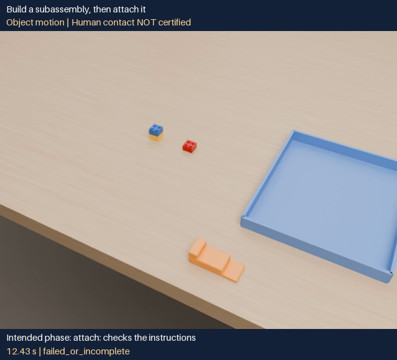 Build a subassembly, then attach it
Object motion | Human contact NOT certified
Intended phase: attach: checks the instructions
12.43 s | failed_or_incomplete